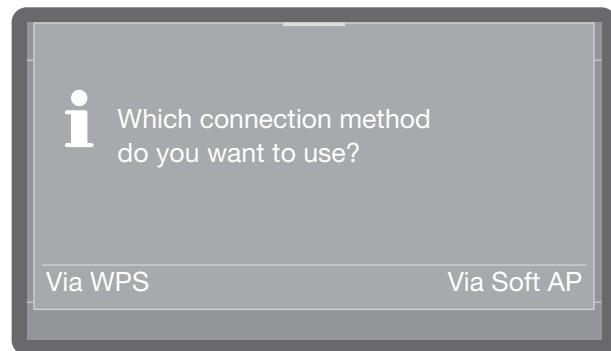 Which connection method
do you want to use?
Via WPS
Via Soft AP